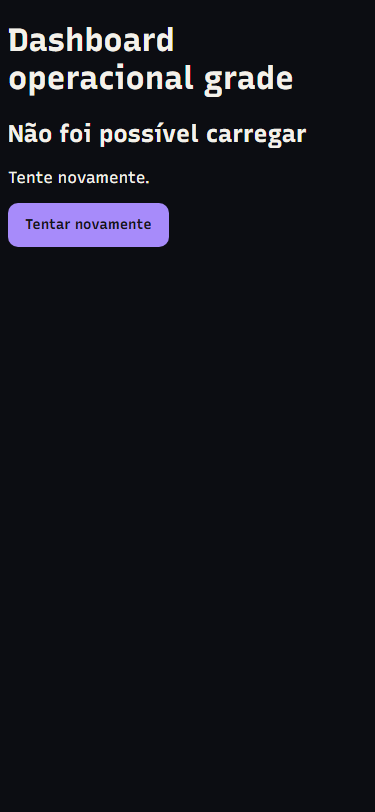 Dashboard
operacional grade
Não foi possível carregar
Tente novamente.
Tentar novamente